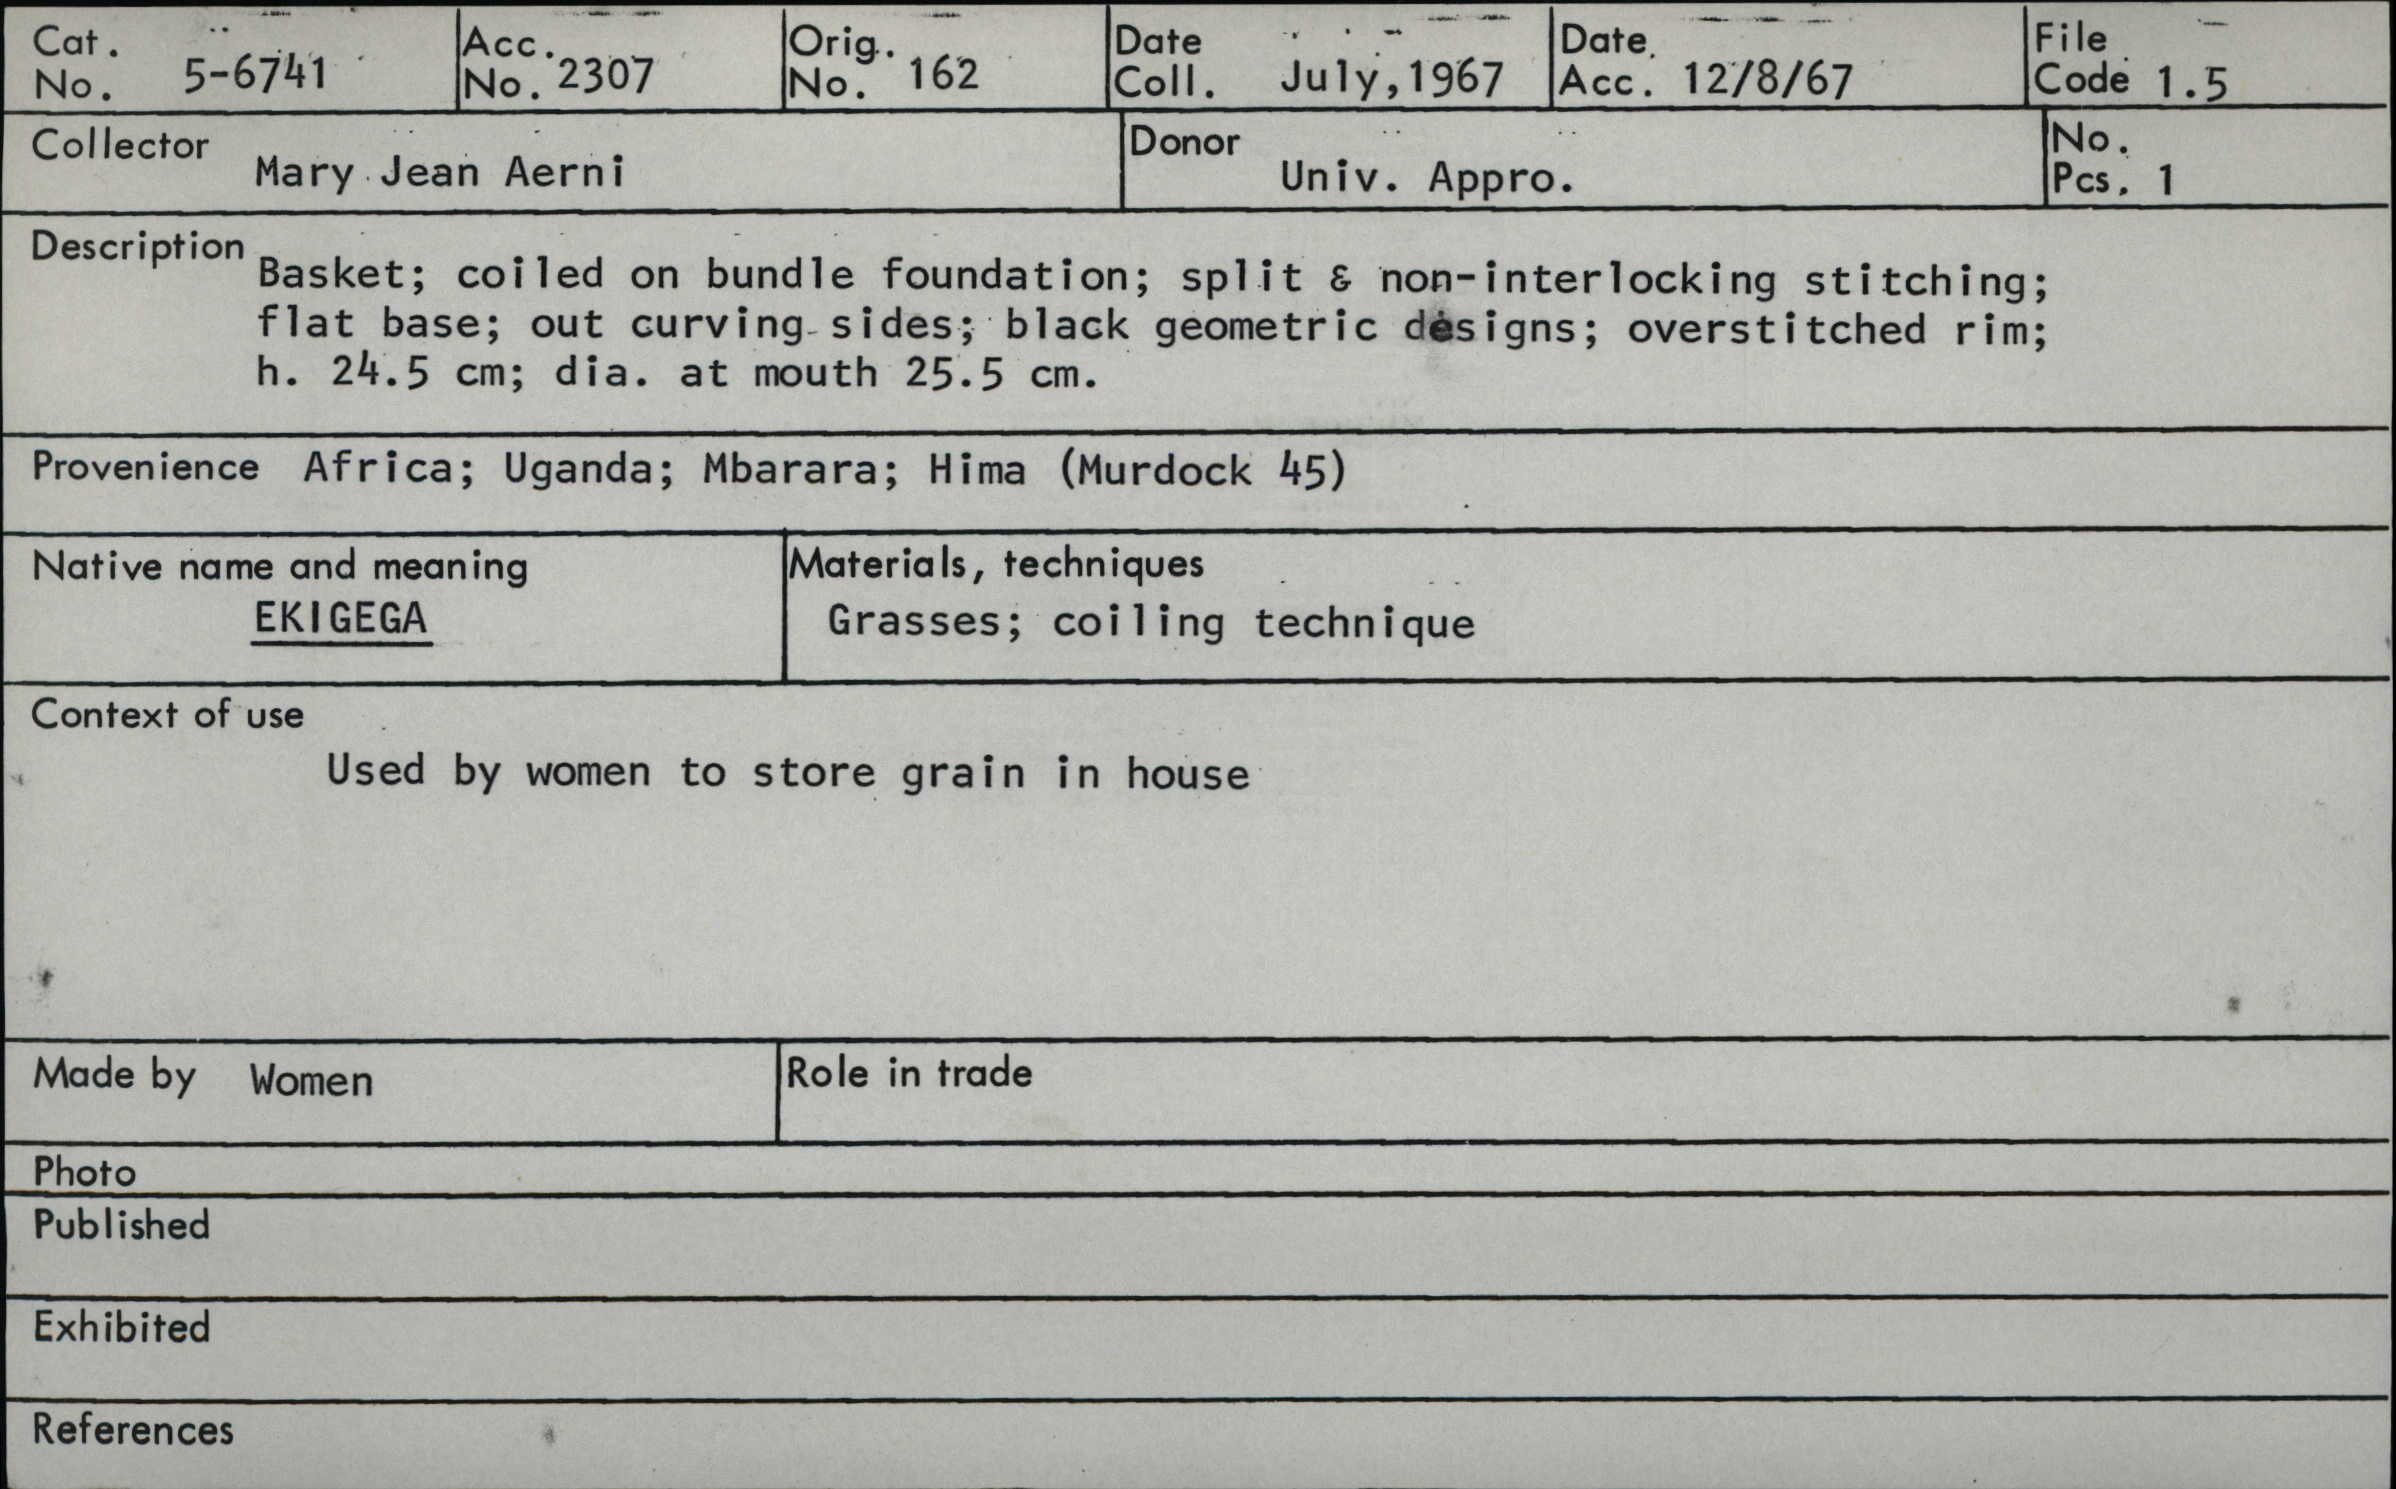 Cat. No. 5-6741 Acc. No. 2307 Orig. No. 162 Date Coll. July, 1967 Date Acc. 12/8/67 File Code 1.5
Collector Mary Jean Aerni Donor Univ. Appro. No. Pcs. 1
Description Basket; coiled on bundle foundation; split & non-interlocking stitching;
flat base; out curving sides; black geometric designs; overstitched rim;
h. 24.5 cm; dia. at mouth 25.5 cm.
Provenience Africa; Uganda; Mbarara; Hima (Murdock 45)
Native name and meaning Materials, techniques
EKIGEGA Grasses; coiling technique
Context of use
Used by women to store grain in house
Made by Women Role in trade
Photo
Published
Exhibited
References